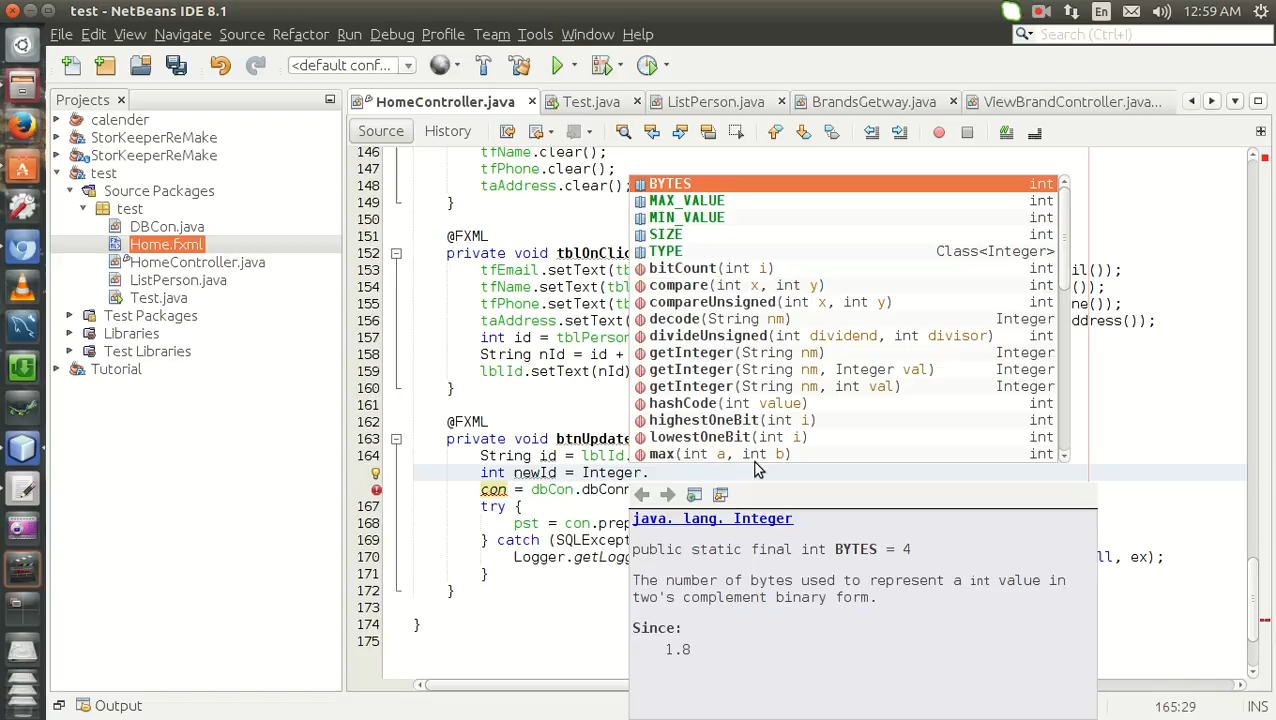 test - NetBeans IDE 8.1
En
12:59 AM
File Edit View Navigate Source Refactor Run Debug Profile Team Tools Window Help
Search (Ctrl+I)
<default conf...
Projects
HomeController.java
Test.java
ListPerson.java
BrandsGetway.java
ViewBrandController.java...
Source
History
calender
StorKeeperReMake
StorKeeperReMake
test
Source Packages
test
DBCon.java
Home.fxml
HomeController.java
ListPerson.java
Test.java
Test Packages
Libraries
Test Libraries
Tutorial
146 tfName.clear();
147 tfPhone.clear();
148 taAddress.clear();
149 }
150
151 @FXML
152 private void tblOnClic
153 tfEmail.setText(tb ail());
154 tfName.setText(tbl ());
155 tfPhone.setText(tb one());
156 taAddress.setText( ddress());
157 int id = tblPerson
158 String nId = id +
159 lblId.setText(nId)
160 }
161
162 @FXML
163 private void btnUpdate
164 String id = lblId.
int newId = Integer.
con = dbCon.dbConn
167 try {
168 pst = con.prep
169 } catch (SQLExcept
170 Logger.getLogg ll, ex);
171 }
172 }
173
174 }
175
BYTES int
MAX_VALUE int
MIN_VALUE int
SIZE int
TYPE Class<Integer>
bitCount(int i) int
compare(int x, int y) int
compareUnsigned(int x, int y) int
decode(String nm) Integer
divideUnsigned(int dividend, int divisor) int
getInteger(String nm) Integer
getInteger(String nm, Integer val) Integer
getInteger(String nm, int val) Integer
hashCode(int value) int
highestOneBit(int i) int
lowestOneBit(int i) int
max(int a, int b) int
java. lang. Integer
public static final int BYTES = 4
The number of bytes used to represent a int value in
two's complement binary form.
Since:
1.8
Output
165:29
INS